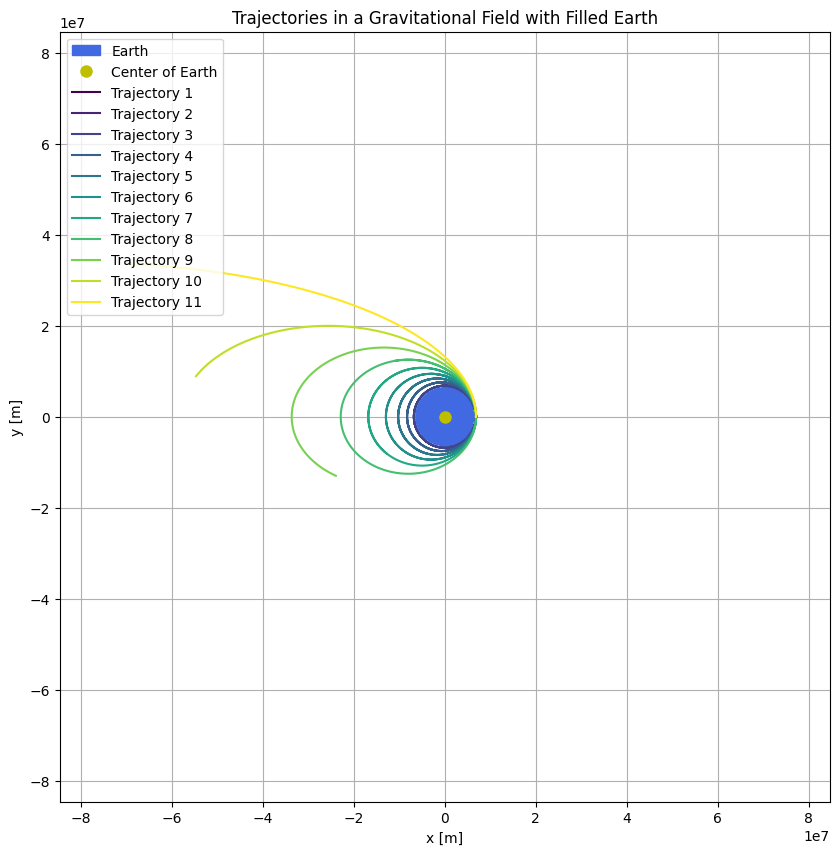 Trajectories in a Gravitational Field with Filled Earth
1e7
Earth
Center of Earth
Trajectory 1
Trajectory 2
Trajectory 3
Trajectory 4
Trajectory 5
Trajectory 6
Trajectory 7
Trajectory 8
Trajectory 9
Trajectory 10
Trajectory 11
8
6
4
2
0
−2
−4
−6
−8
y [m]
−8 −6 −4 −2 0 2 4 6 8
x [m]
1e7